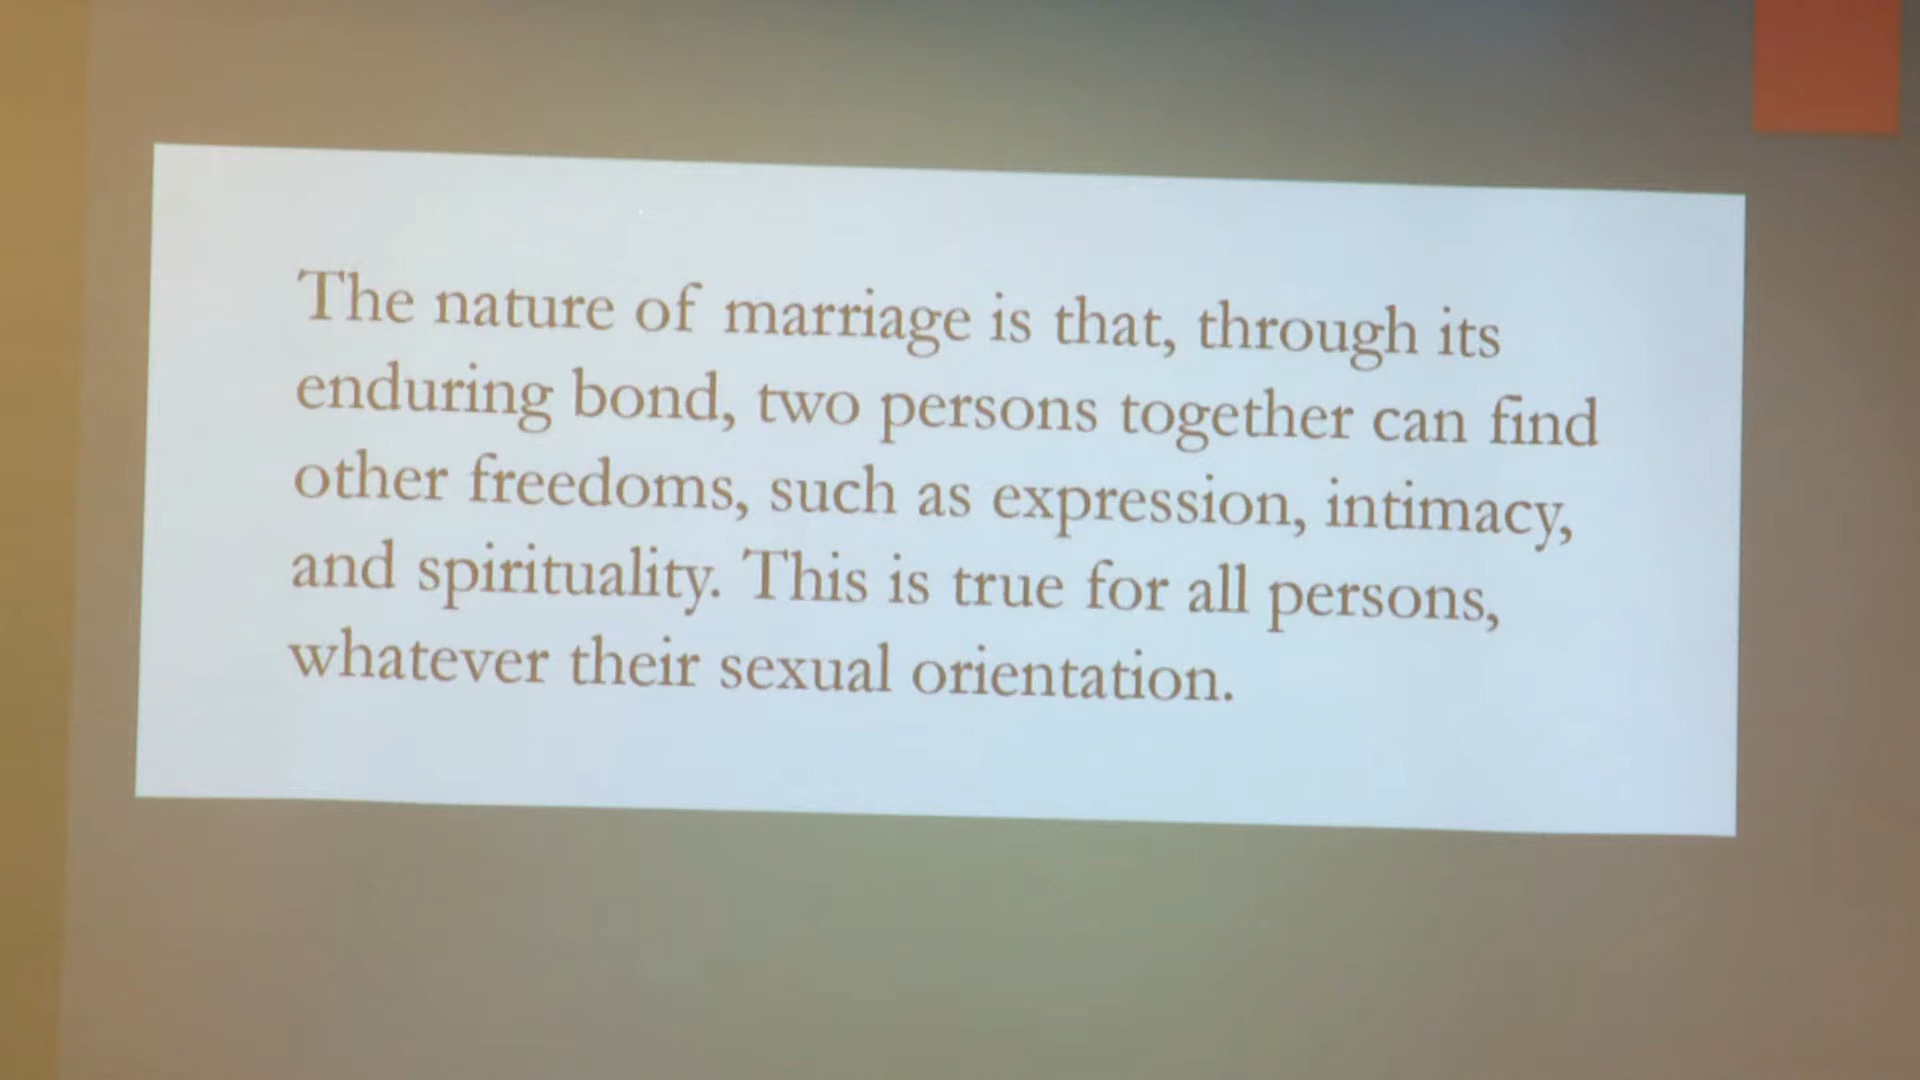 The nature of marriage is that, through its
enduring bond, two persons together can find
other freedoms, such as expression, intimacy,
and spirituality. This is true for all persons,
whatever their sexual orientation.